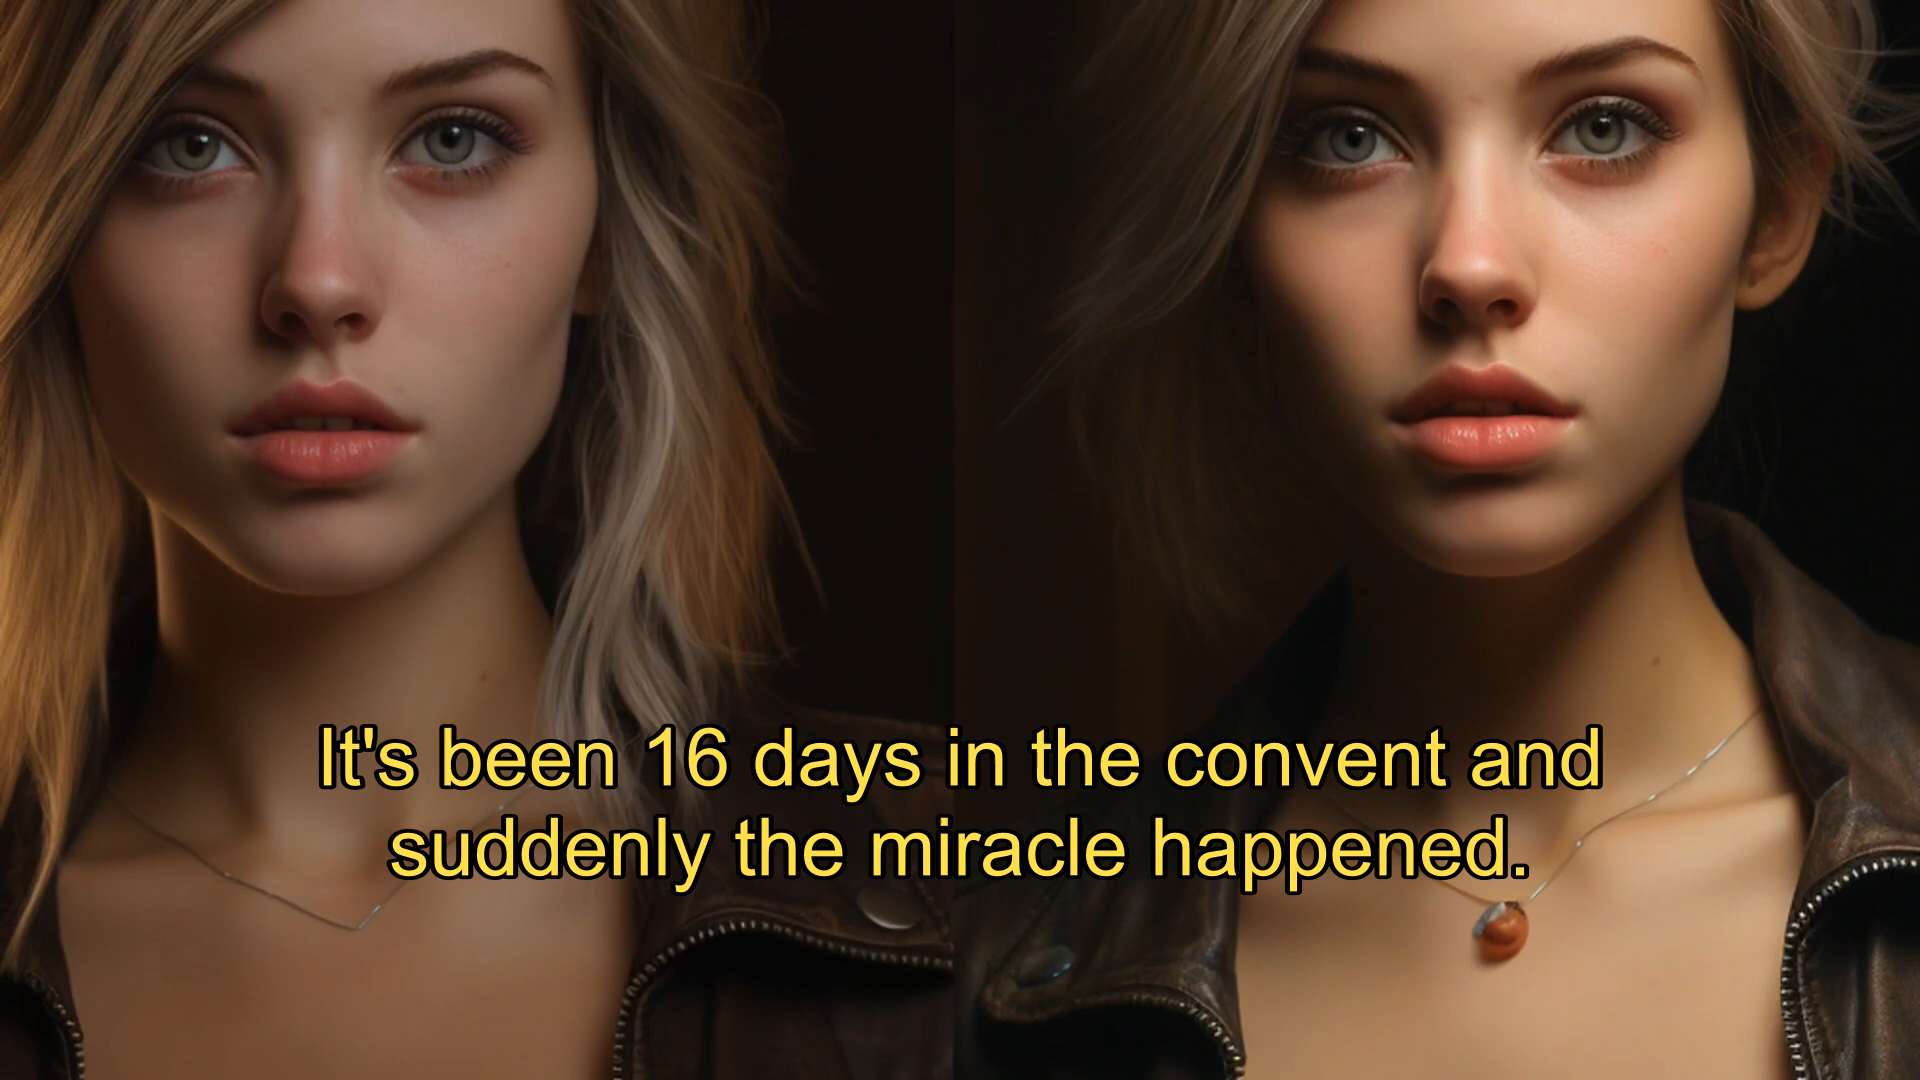 It's been 16 days in the convent and
suddenly the miracle happened.